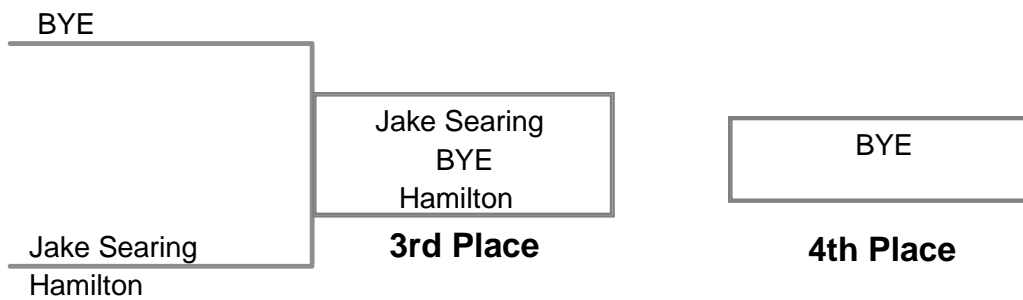 BYE
Jake Searing
BYE
Hamilton
3rd Place
BYE
4th Place
Jake Searing
Hamilton